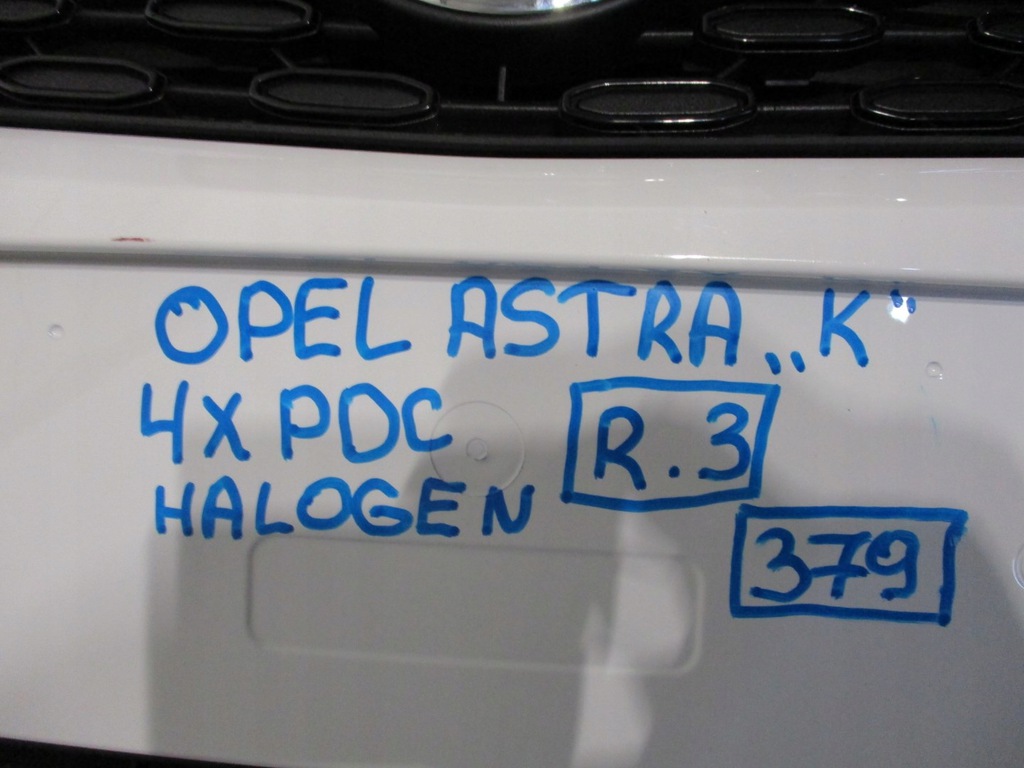 OPEL ASTRA „K"
4X PDC R.3
HALOGEN
379